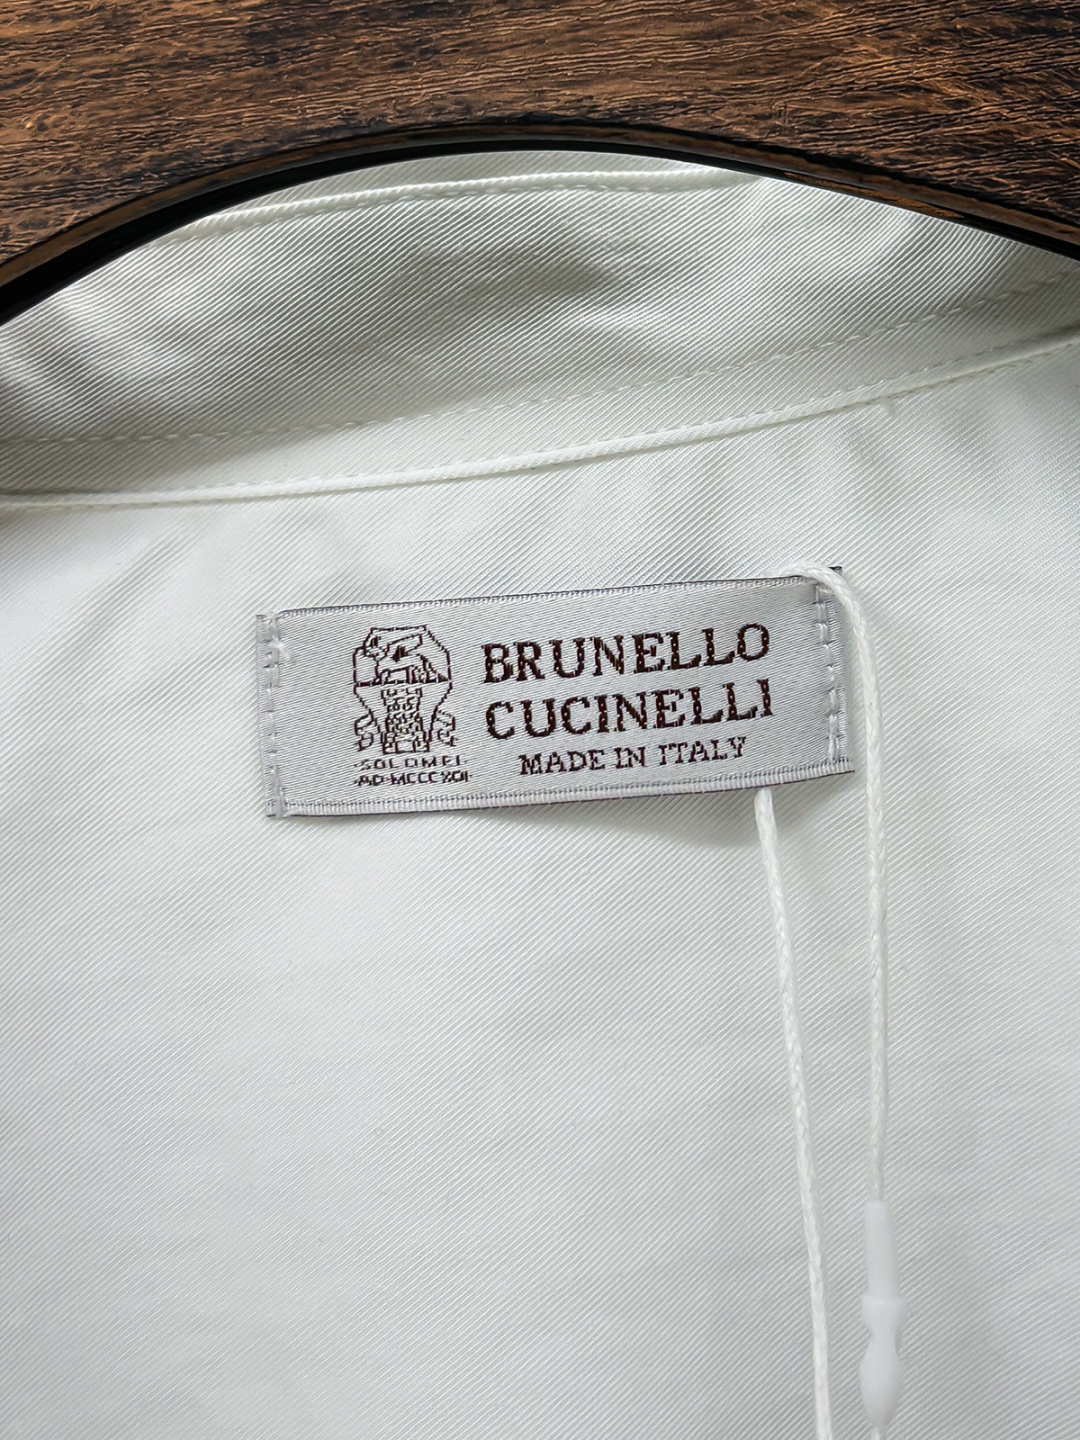 BRUNELLO
CUCINELLI
MADE IN ITALY
·SOLOMEI·
·AD·MCCCXCI·